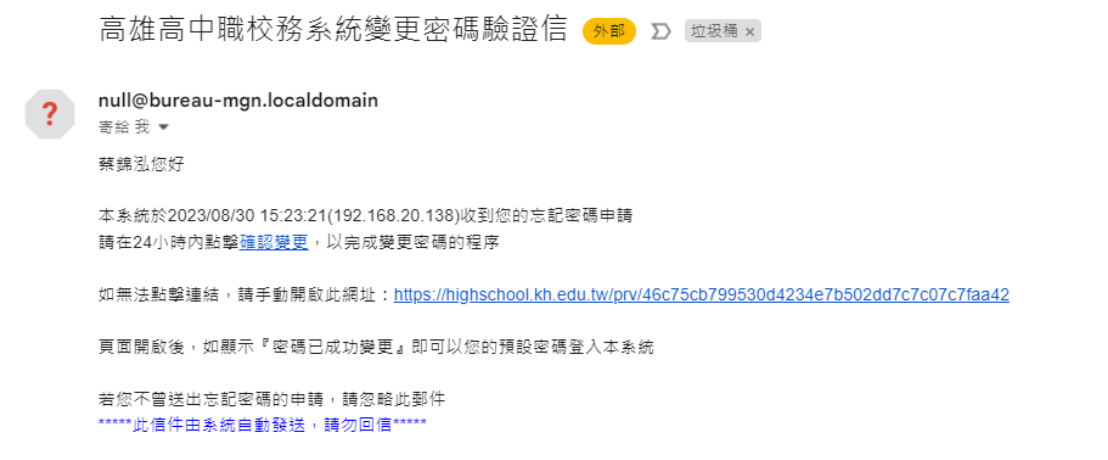 高雄高中職校務系統變更密碼驗證信 外部 垃圾桶 ×
?
null@bureau-mgn.localdomain
寄給 我
蔡錦泓您好
本系統於2023/08/30 15:23:21(192.168.20.138)收到您的忘記密碼申請
請在24小時內點擊確認變更，以完成變更密碼的程序
如無法點擊連結，請手動開啟此網址：https://highschool.kh.edu.tw/prv/46c75cb799530d4234e7b502dd7c7c07c7faa42
頁面開啟後，如顯示『密碼已成功變更』即可以您的預設密碼登入本系統
若您不曾送出忘記密碼的申請，請忽略此郵件
*****此信件由系統自動發送，請勿回信*****